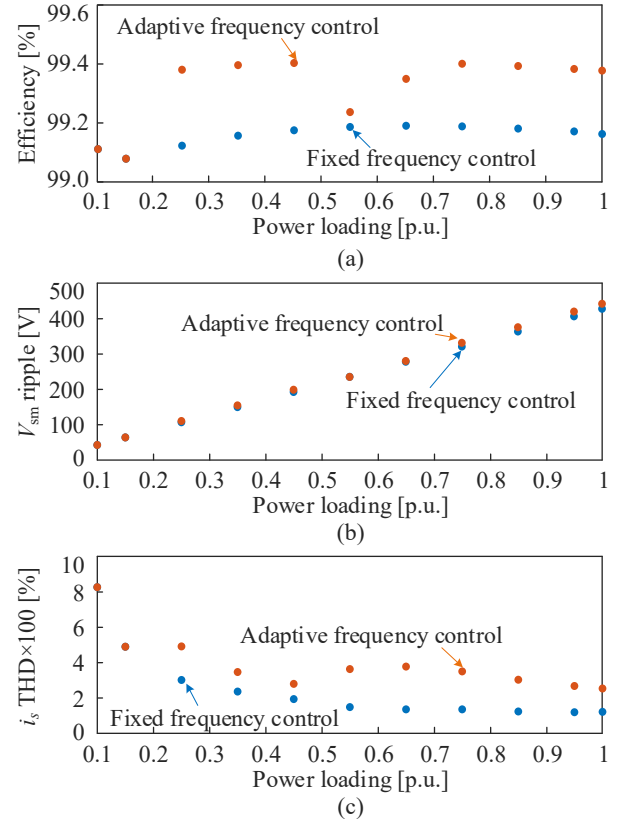 99.6
99.4
99.2
99.0
Efficiency [%]
Adaptive frequency control
Fixed frequency control
0.1 0.2 0.3 0.4 0.5 0.6 0.7 0.8 0.9 1
Power loading [p.u.]
(a)
500
400
300
200
100
0
Vsm ripple [V]
Adaptive frequency control
Fixed frequency control
0.1 0.2 0.3 0.4 0.5 0.6 0.7 0.8 0.9 1
Power loading [p.u.]
(b)
10
8
6
4
2
0
is THD×100 [%]
Adaptive frequency control
Fixed frequency control
0.1 0.2 0.3 0.4 0.5 0.6 0.7 0.8 0.9 1
Power loading [p.u.]
(c)